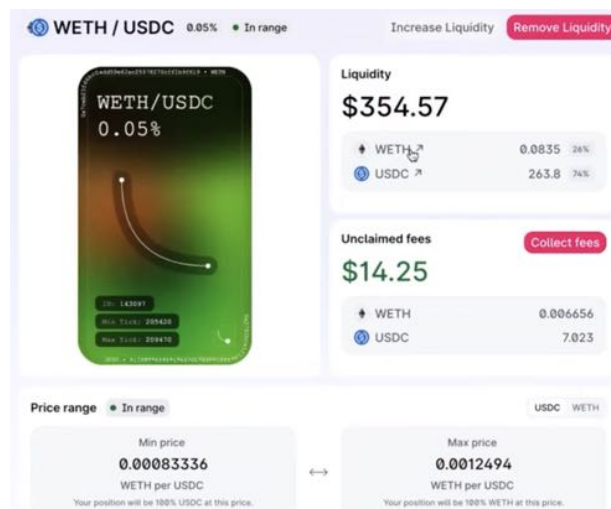 WETH / USDC 0.05% In range Increase Liquidity Remove Liquidity
WETH/USDC
0.05%
ID: 143097
Min Tick: 205420
Max Tick: 209470
Liquidity
$354.57
WETH ↗ 0.0835 26%
USDC ↗ 263.8 74%
Unclaimed fees Collect fees
$14.25
WETH 0.006656
USDC 7.023
Price range In range USDC WETH
Min price
0.00083336
WETH per USDC
Your position will be 100% USDC at this price.
Max price
0.0012494
WETH per USDC
Your position will be 100% WETH at this price.